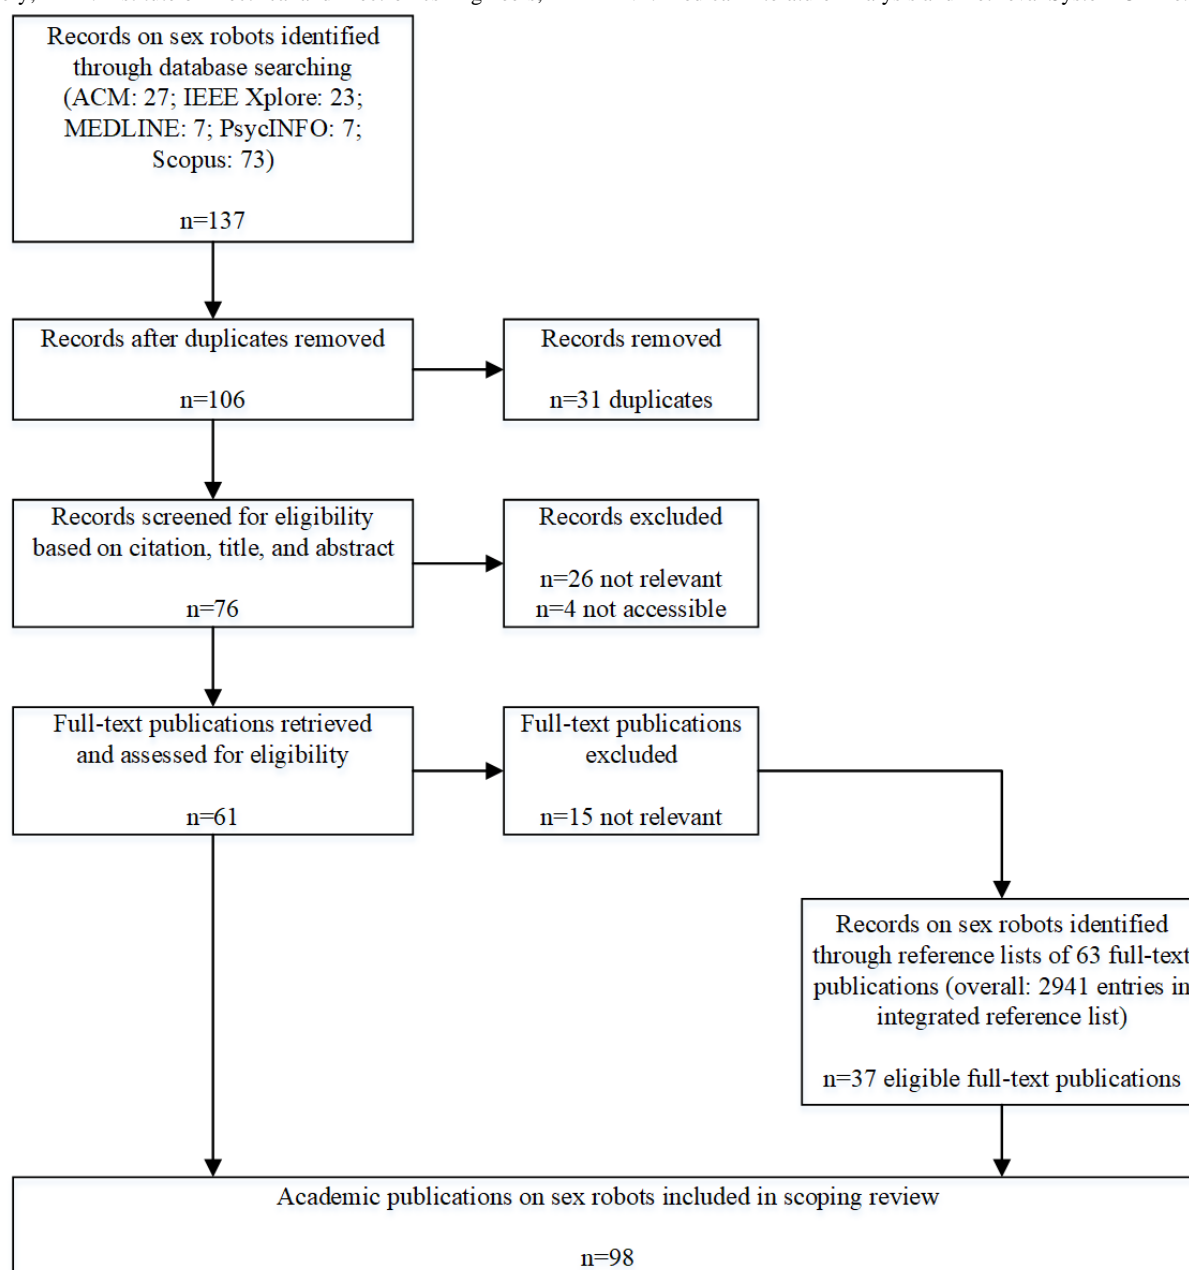 Records on sex robots identified
through database searching
(ACM: 27; IEEE Xplore: 23;
MEDLINE: 7; PsycINFO: 7;
Scopus: 73)
n=137
Records after duplicates removed
n=106
Records removed
n=31 duplicates
Records screened for eligibility
based on citation, title, and abstract
n=76
Records excluded
n=26 not relevant
n=4 not accessible
Full-text publications retrieved
and assessed for eligibility
n=61
Full-text publications
excluded
n=15 not relevant
Records on sex robots identified
through reference lists of 63 full-text
publications (overall: 2941 entries in
integrated reference list)
n=37 eligible full-text publications
Academic publications on sex robots included in scoping review
n=98